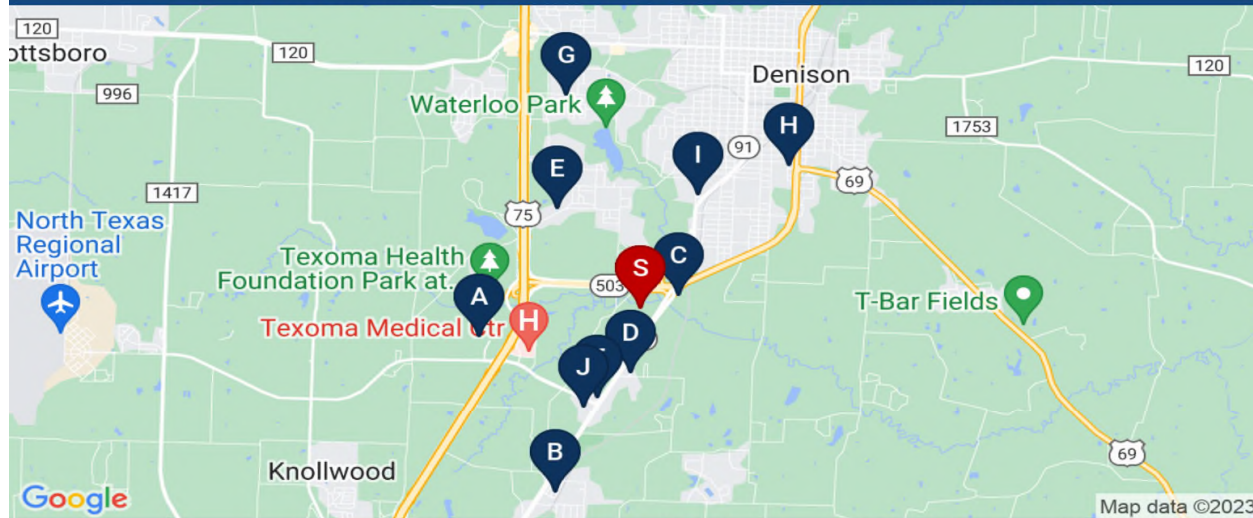 120
ottsboro
120
996
G
Waterloo Park
Denison
120
H
1753
I
91
E
1417
69
75
North Texas
Regional
Airport
Texoma Health
Foundation Park at.
C
S
503
A
T-Bar Fields
Texoma Medical Ctr
H
D
J
B
Knollwood
69
Google
Map data ©2023